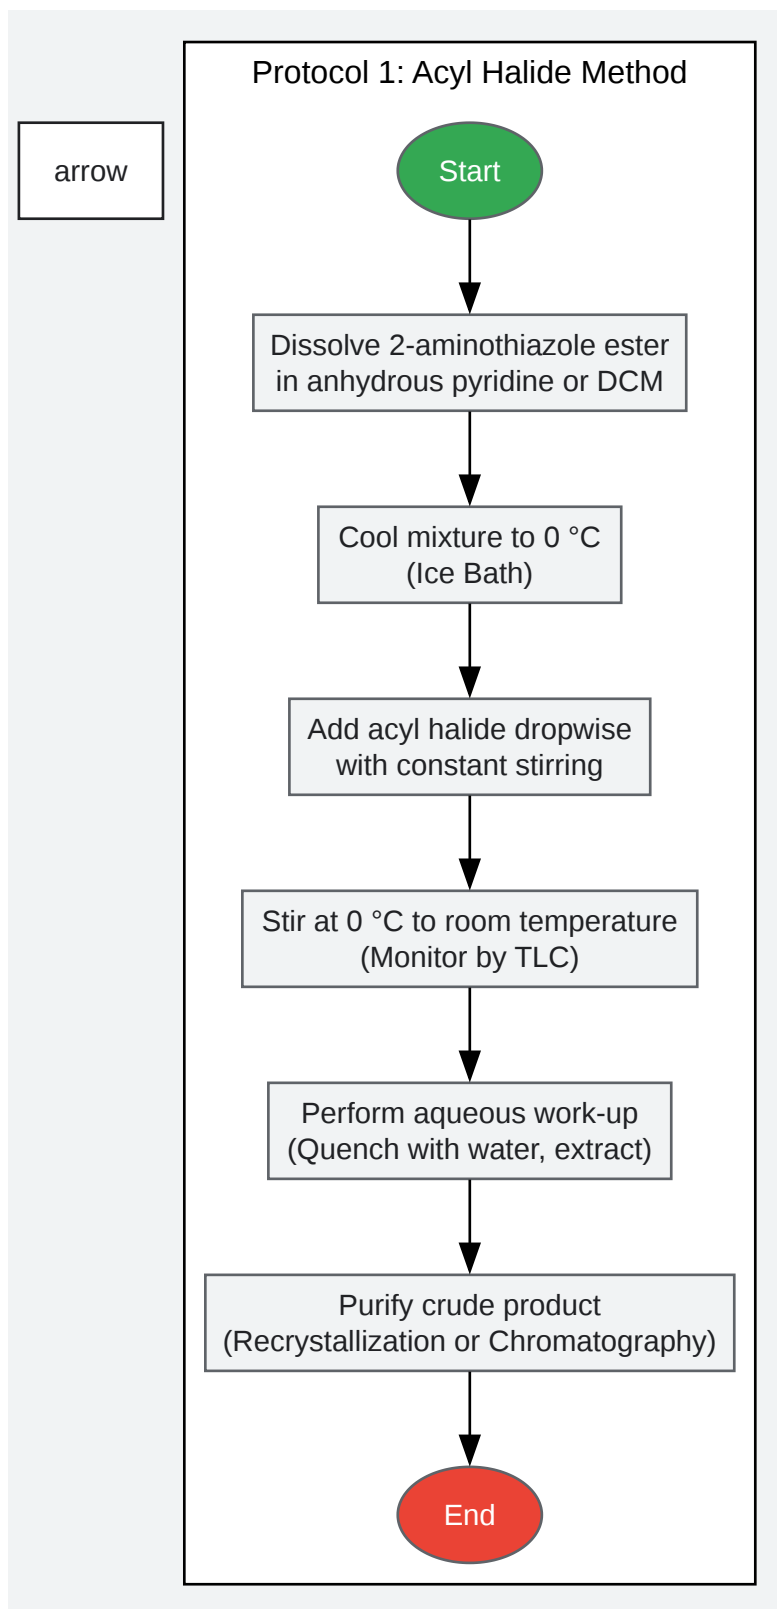 Protocol 1: Acyl Halide Method
arrow
Start
Dissolve 2-aminothiazole ester
in anhydrous pyridine or DCM
Cool mixture to 0 °C
(Ice Bath)
Add acyl halide dropwise
with constant stirring
Stir at 0 °C to room temperature
(Monitor by TLC)
Perform aqueous work-up
(Quench with water, extract)
Purify crude product
(Recrystallization or Chromatography)
End